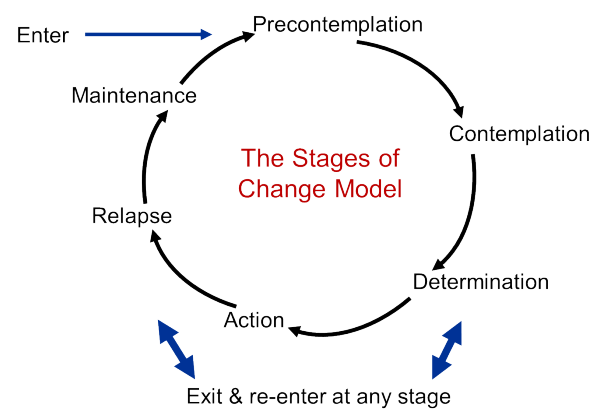 Enter
Precontemplation
Maintenance
Contemplation
The Stages of
Change Model
Relapse
Determination
Action
Exit & re-enter at any stage